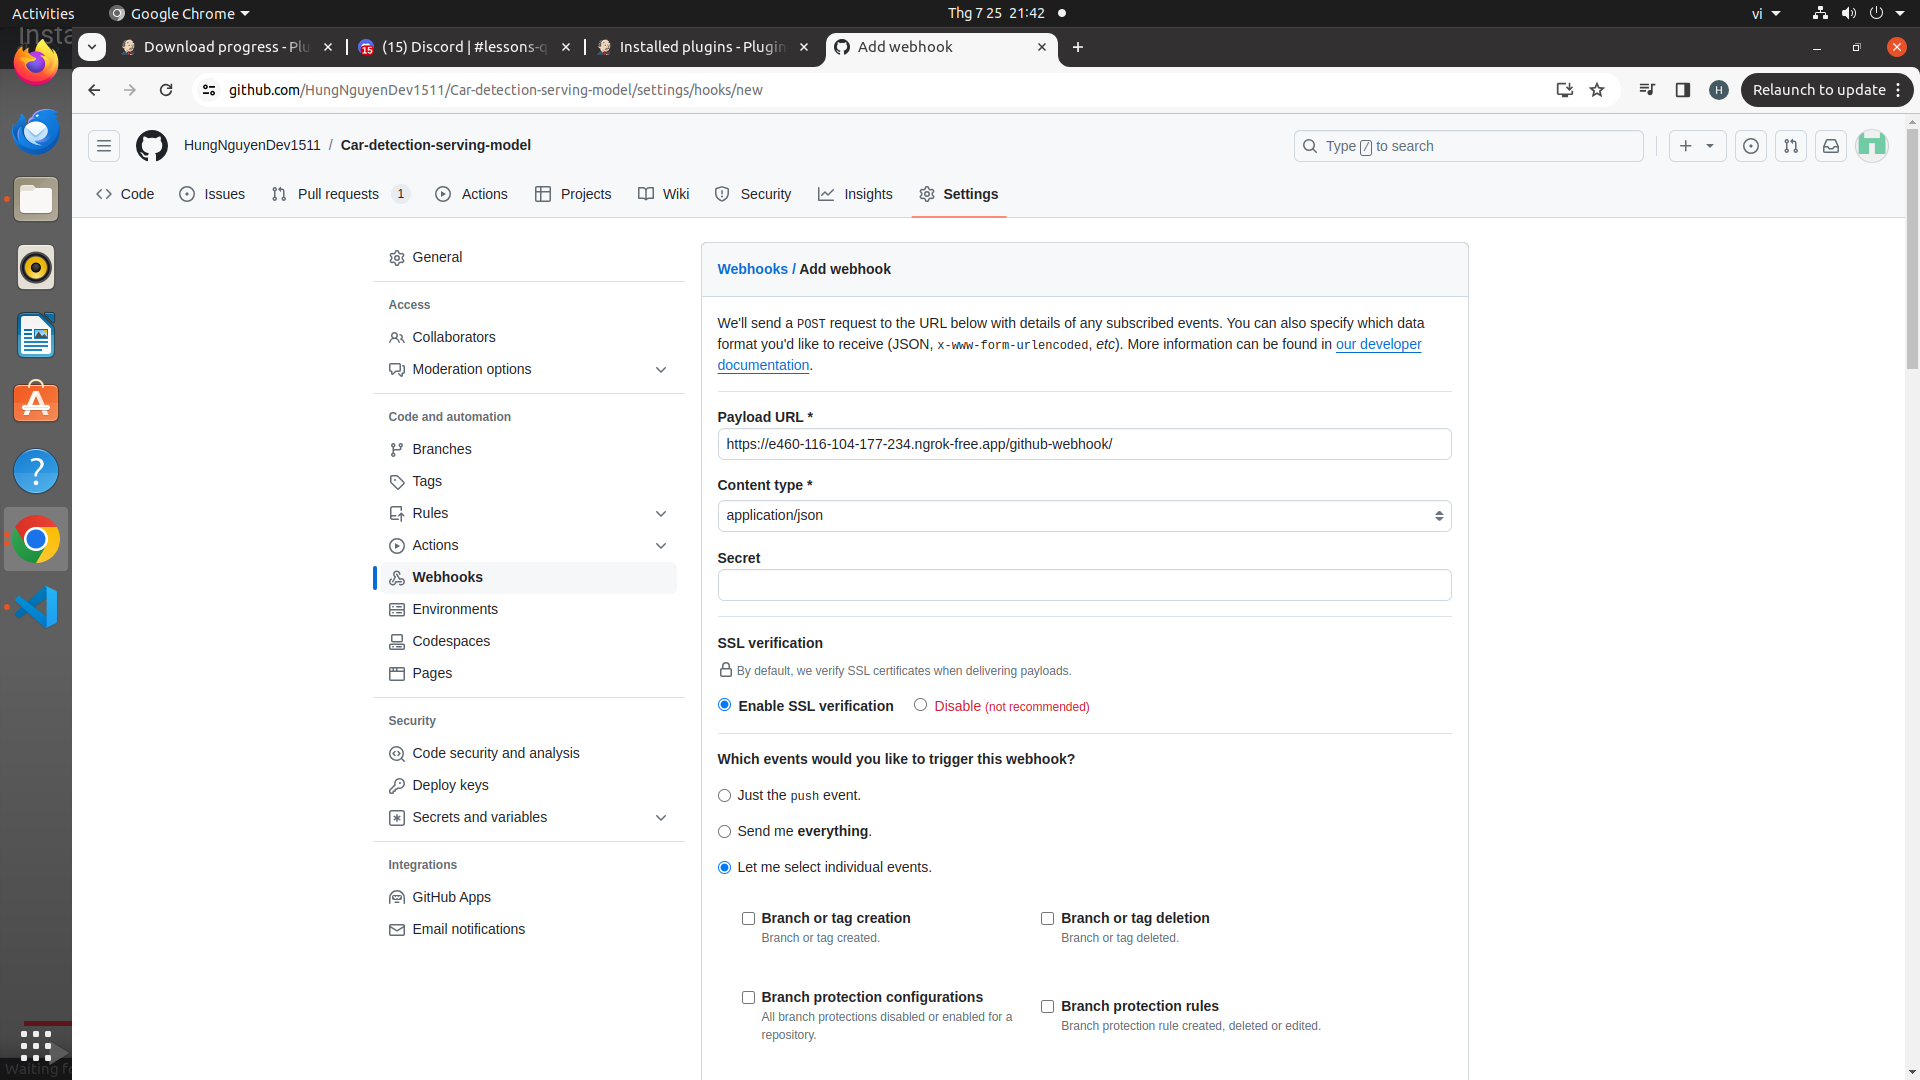 Activities
Google Chrome
Thg 7 25 21:42
vi
Insta
Download progress - Plu
(15) Discord | #lessons-q
Installed plugins - Plugin
Add webhook
github.com/HungNguyenDev1511/Car-detection-serving-model/settings/hooks/new
H
Relaunch to update
HungNguyenDev1511 / Car-detection-serving-model
Type / to search
Code
Issues
Pull requests 1
Actions
Projects
Wiki
Security
Insights
Settings
General
Access
Collaborators
Moderation options
Code and automation
Branches
Tags
Rules
Actions
Webhooks
Environments
Codespaces
Pages
Security
Code security and analysis
Deploy keys
Secrets and variables
Integrations
GitHub Apps
Email notifications
Webhooks / Add webhook
We'll send a POST request to the URL below with details of any subscribed events. You can also specify which data
format you'd like to receive (JSON, x-www-form-urlencoded, etc). More information can be found in our developer
documentation.
Payload URL *
https://e460-116-104-177-234.ngrok-free.app/github-webhook/
Content type *
application/json
Secret
SSL verification
By default, we verify SSL certificates when delivering payloads.
Enable SSL verification
Disable (not recommended)
Which events would you like to trigger this webhook?
Just the push event.
Send me everything.
Let me select individual events.
Branch or tag creation
Branch or tag created.
Branch or tag deletion
Branch or tag deleted.
Branch protection configurations
All branch protections disabled or enabled for a
repository.
Branch protection rules
Branch protection rule created, deleted or edited.
Waiting fo